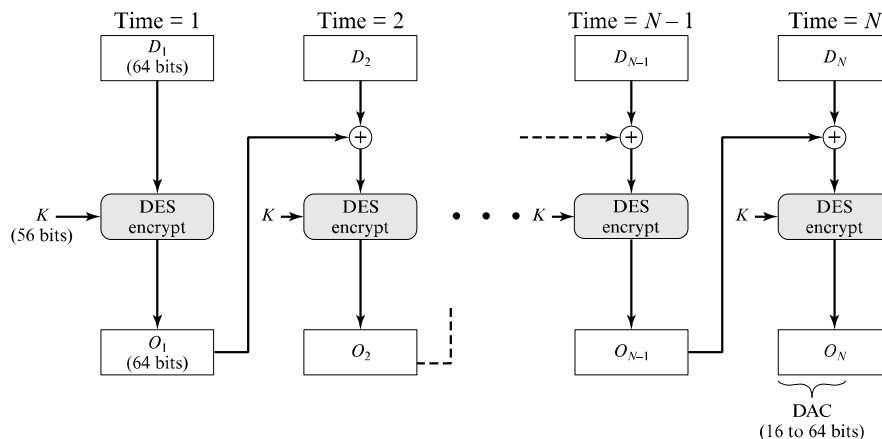 Time = 1
Time = 2
Time = N – 1
Time = N
D1
(64 bits)
D2
DN–1
DN
+
+
+
K
(56 bits)
DES
encrypt
K
DES
encrypt
• • •
K
DES
encrypt
K
DES
encrypt
O1
(64 bits)
O2
ON–1
ON
DAC
(16 to 64 bits)